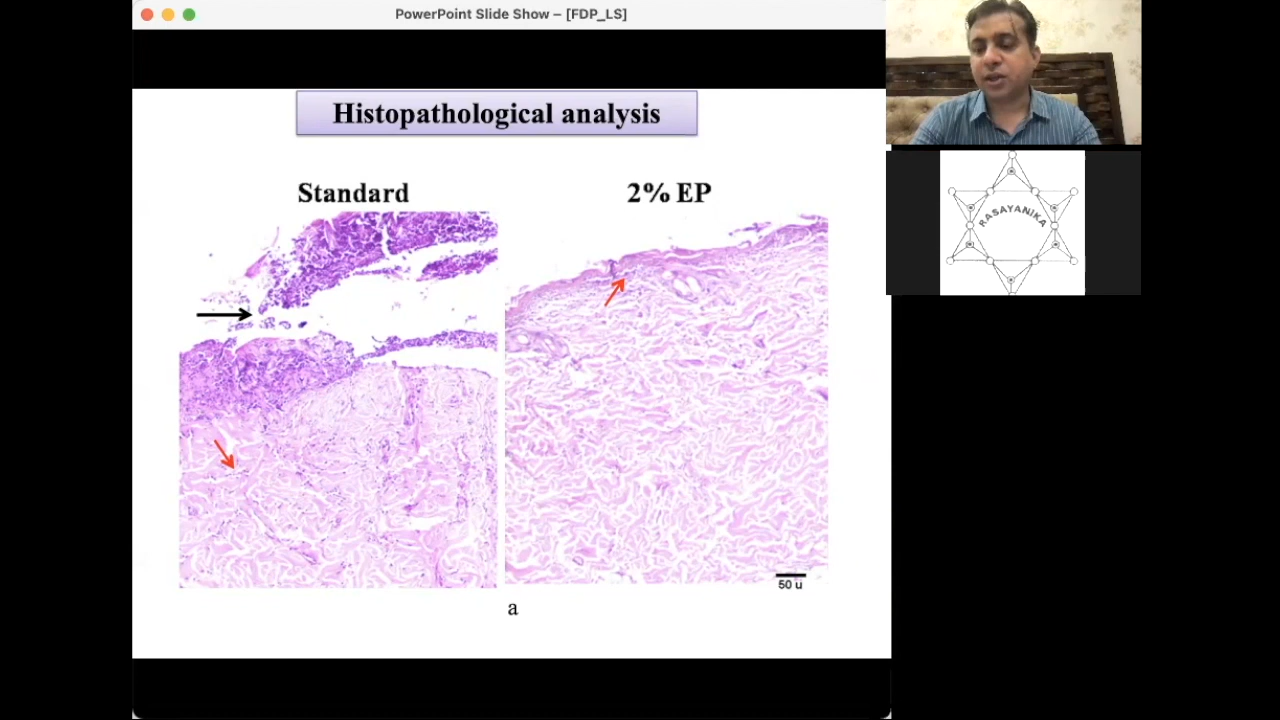 PowerPoint Slide Show – [FDP_LS]
Histopathological analysis
Standard
2% EP
50 u
a
RASAYANIKA